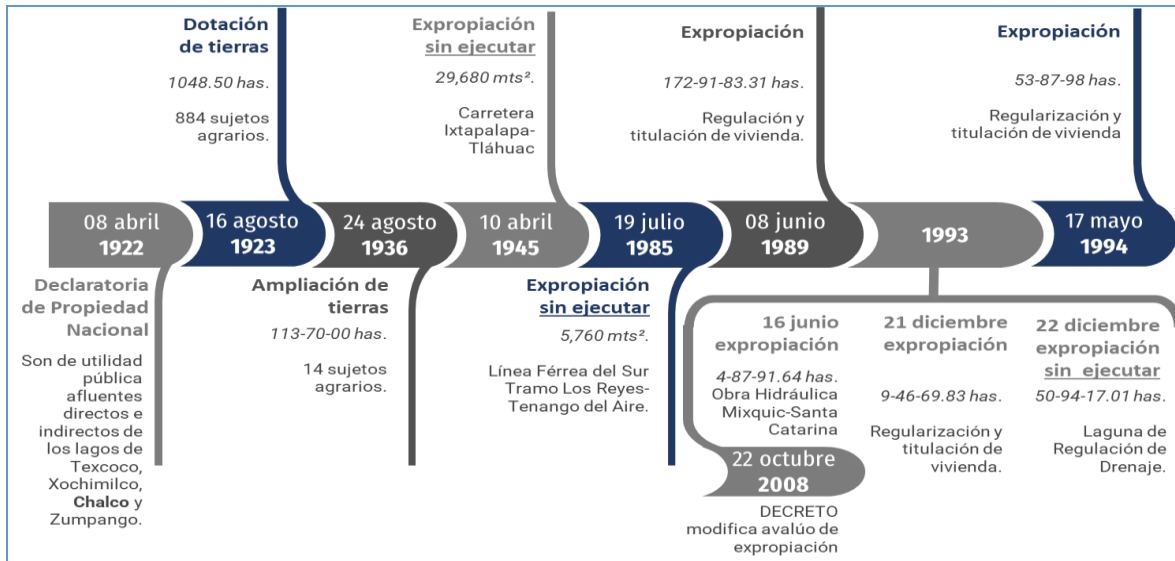 Dotación
de tierras
1048.50 has.
884 sujetos
agrarios.
Expropiación
sin ejecutar
29,680 mts².
Carretera
Ixtapalapa-
Tláhuac
Expropiación
172-91-83.31 has.
Regulación y
titulación de vivienda.
Expropiación
53-87-98 has.
Regularización y
titulación de vivienda
08 abril
1922
16 agosto
1923
24 agosto
1936
10 abril
1945
19 julio
1985
08 junio
1989
1993
17 mayo
1994
Declaratoria
de Propiedad
Nacional
Son de utilidad
pública
afluentes
directos e
indirectos de
los lagos de
Texcoco,
Xochimilco,
Chalco y
Zumpango.
Ampliación de
tierras
113-70-00 has.
14 sujetos
agrarios.
Expropiación
sin ejecutar
5,760 mts².
Línea Férrea del Sur
Tramo Los Reyes-
Tenango del Aire.
16 junio
expropiación
4-87-91.64 has.
Obra Hidráulica
Mixquic-Santa
Catarina
22 octubre
2008
DECRETO
modifica avalúo de
expropiación
21 diciembre
expropiación
9-46-69.83 has.
Regularización y
titulación de
vivienda.
22 diciembre
expropiación
sin ejecutar
50-94-17.01 has.
Laguna de
Regulación de
Drenaje.